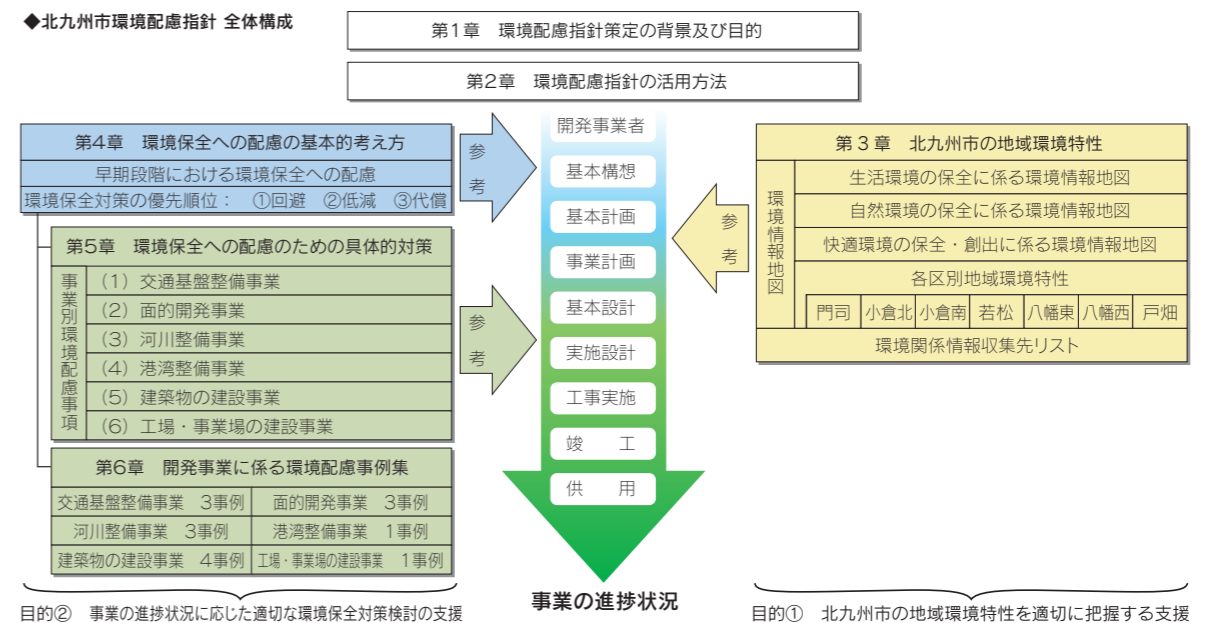 ◆北九州市環境配慮指針 全体構成
第1章 環境配慮指針策定の背景及び目的
第2章 環境配慮指針の活用方法
第4章 環境保全への配慮の基本的考え方
早期段階における環境保全への配慮
環境保全対策の優先順位： ①回避 ②低減 ③代償
参考
第5章 環境保全への配慮のための具体的対策
事業別環境配慮事項
（1）交通基盤整備事業
（2）面的開発事業
（3）河川整備事業
（4）港湾整備事業
（5）建築物の建設事業
（6）工場・事業場の建設事業
参考
第6章 開発事業に係る環境配慮事例集
交通基盤整備事業 3事例 面的開発事業 3事例
河川整備事業 3事例 港湾整備事業 1事例
建築物の建設事業 4事例 工場・事業場の建設事業 1事例
目的② 事業の進捗状況に応じた適切な環境保全対策検討の支援
開発事業者
基本構想
基本計画
事業計画
基本設計
実施設計
工事実施
竣 工
供 用
事業の進捗状況
参考
第3章 北九州市の地域環境特性
環境情報地図
生活環境の保全に係る環境情報地図
自然環境の保全に係る環境情報地図
快適環境の保全・創出に係る環境情報地図
各区別地域環境特性
門司 小倉北 小倉南 若松 八幡東 八幡西 戸畑
環境関係情報収集先リスト
目的① 北九州市の地域環境特性を適切に把握する支援